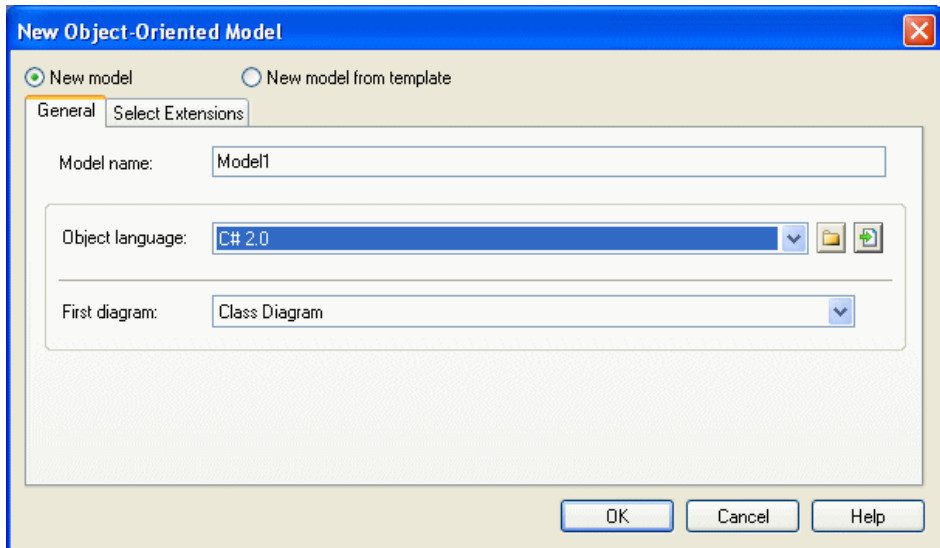 New Object-Oriented Model
New model New model from template
General Select Extensions
Model name: Model1
Object language: C# 2.0
First diagram: Class Diagram
OK Cancel Help